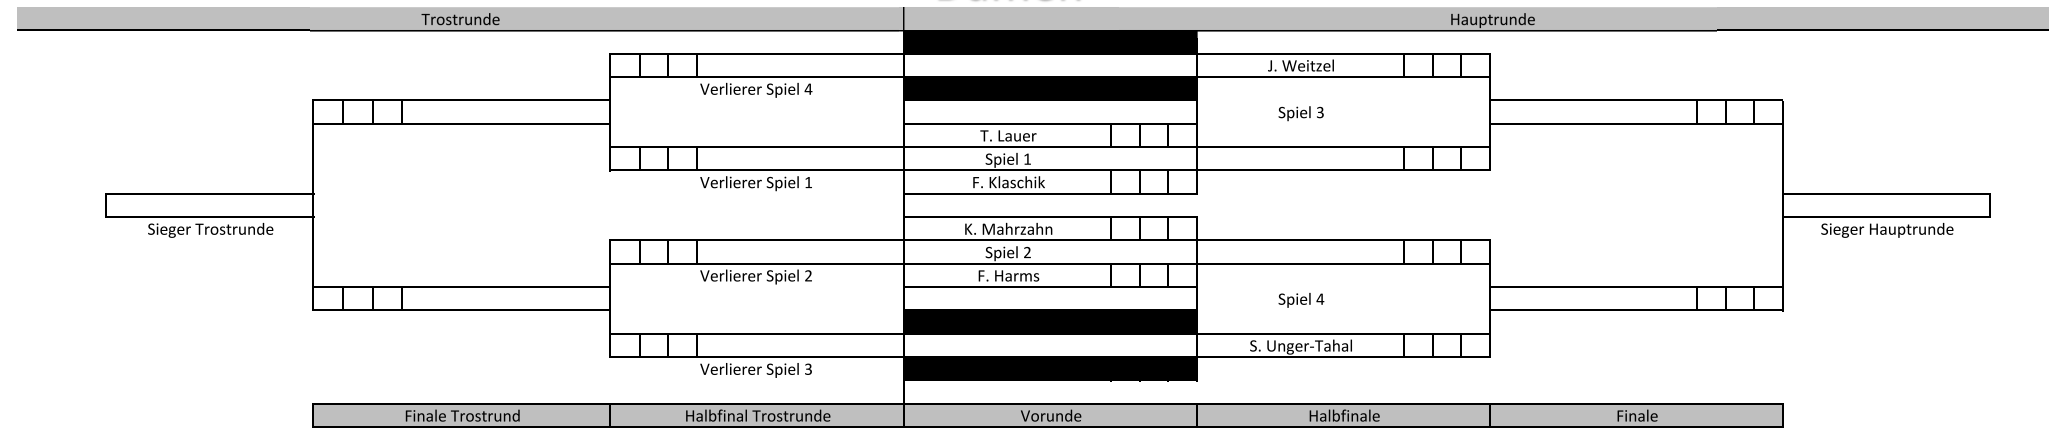 Trostrunde Hauptrunde
J. Weitzel
Verlierer Spiel 4
Spiel 3
T. Lauer
Spiel 1
Verlierer Spiel 1
F. Klaschik
Sieger Trostrunde
K. Mahrzahn
Sieger Hauptrunde
Spiel 2
Verlierer Spiel 2
F. Harms
Spiel 4
S. Unger-Tahal
Verlierer Spiel 3
Finale Trostrund Halbfinal Trostrunde Vorunde Halbfinale Finale